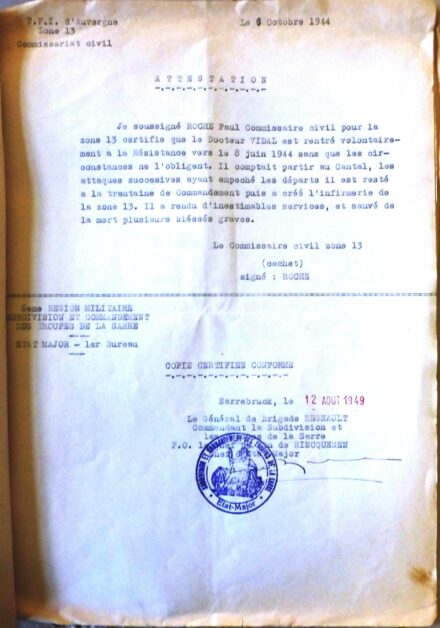 F.F.I. d'Auvergne
Le 6 Octobre 1944
Zone 13
Commissariat civil
ATTESTATION
Je soussigné ROCHE Paul Commissaire civil pour la
zone 13 certifie que le Docteur VIDAL est rentré volontaire-
ment a la Résistance vers le 8 juin 1944 sans que les cir-
constances ne l'obligent. Il comptait partir au Cantal, les
attaques succesives ayant empeché les départs il est resté
a la trentaine de Commandement puis a créé l'infirmerie de
la zone 13. Il a rendu d'inestimables services, et sauvé de
la mort plusieurs bléssés graves.
Le Commissaire civil zone 13
(cachet)
signé : ROCHE
6eme REGION MILITAIRE
SUBDIVISION ET COMMANDEMENT
DES TROUPES DE LA SARRE
ETAT MAJOR - 1er Bureau
COPIE CERTIFIEE CONFORME
Sarrebruck, le 12 AOUT 1949
Le Général de Brigade REGNAULT
Commandant la Subdivision et
de la Sarre
P.O. de HINCQUESEN
Major
Etat-Major